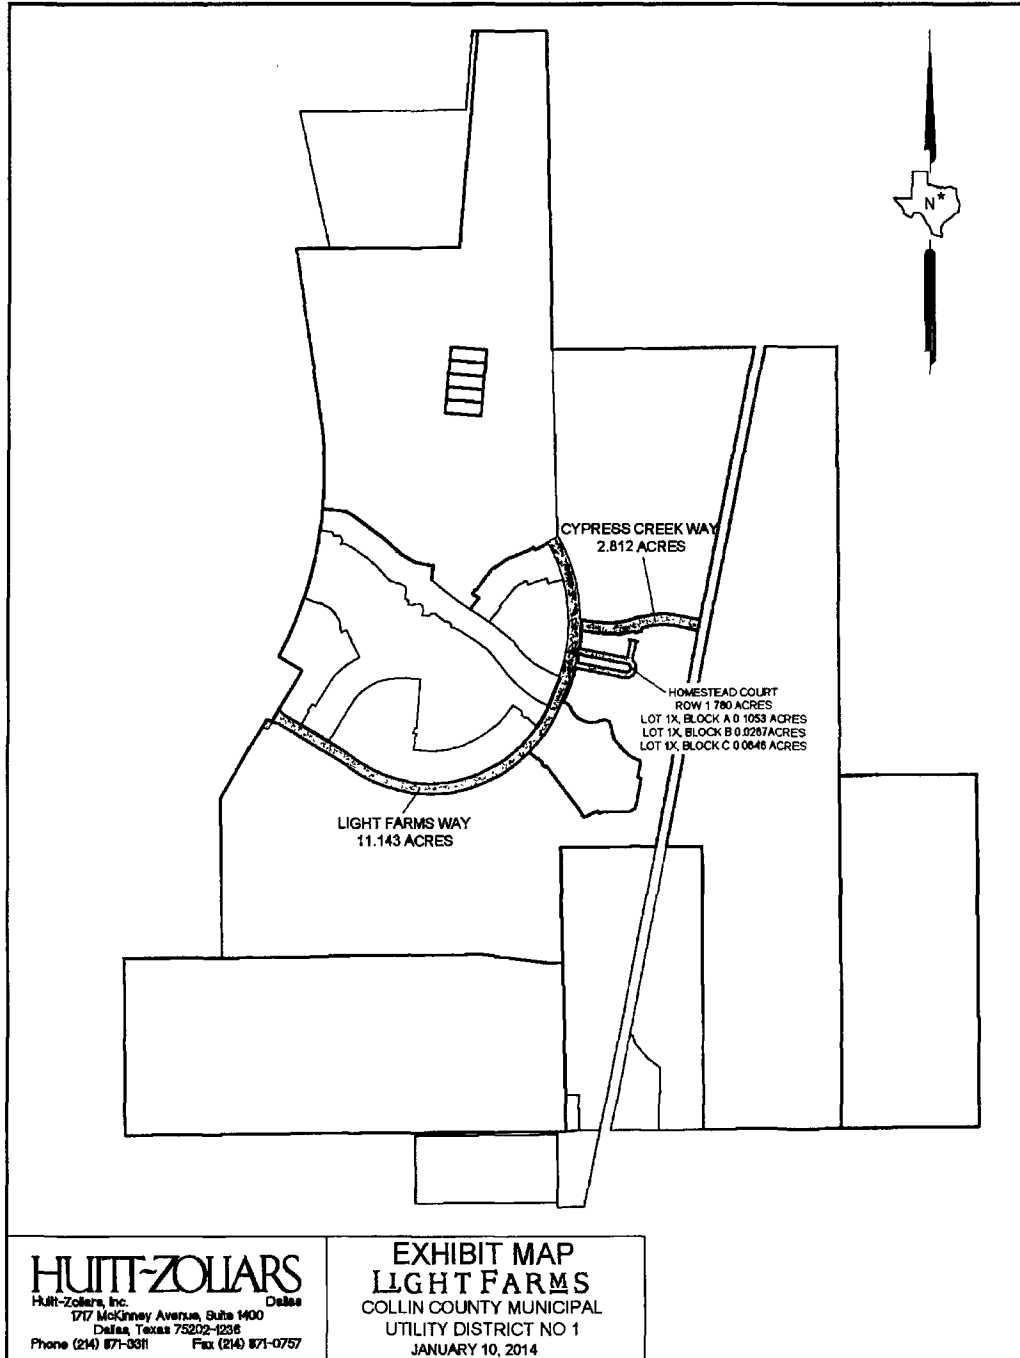 N*
CYPRESS CREEK WAY
2.812 ACRES
HOMESTEAD COURT
ROW 1 780 ACRES
LOT 1X, BLOCK A 0 1053 ACRES
LOT 1X, BLOCK B 0.0287ACRES
LOT 1X, BLOCK C 0 0646 ACRES
LIGHT FARMS WAY
11.143 ACRES
HUITT-ZOLLARS
Huitt-Zollars, Inc. Dallas
1717 McKinney Avenue, Suite 1400
Dallas, Texas 75202-1236
Phone (214) 871-3311 Fax (214) 871-0757
EXHIBIT MAP
LIGHT FARMS
COLLIN COUNTY MUNICIPAL
UTILITY DISTRICT NO 1
JANUARY 10, 2014